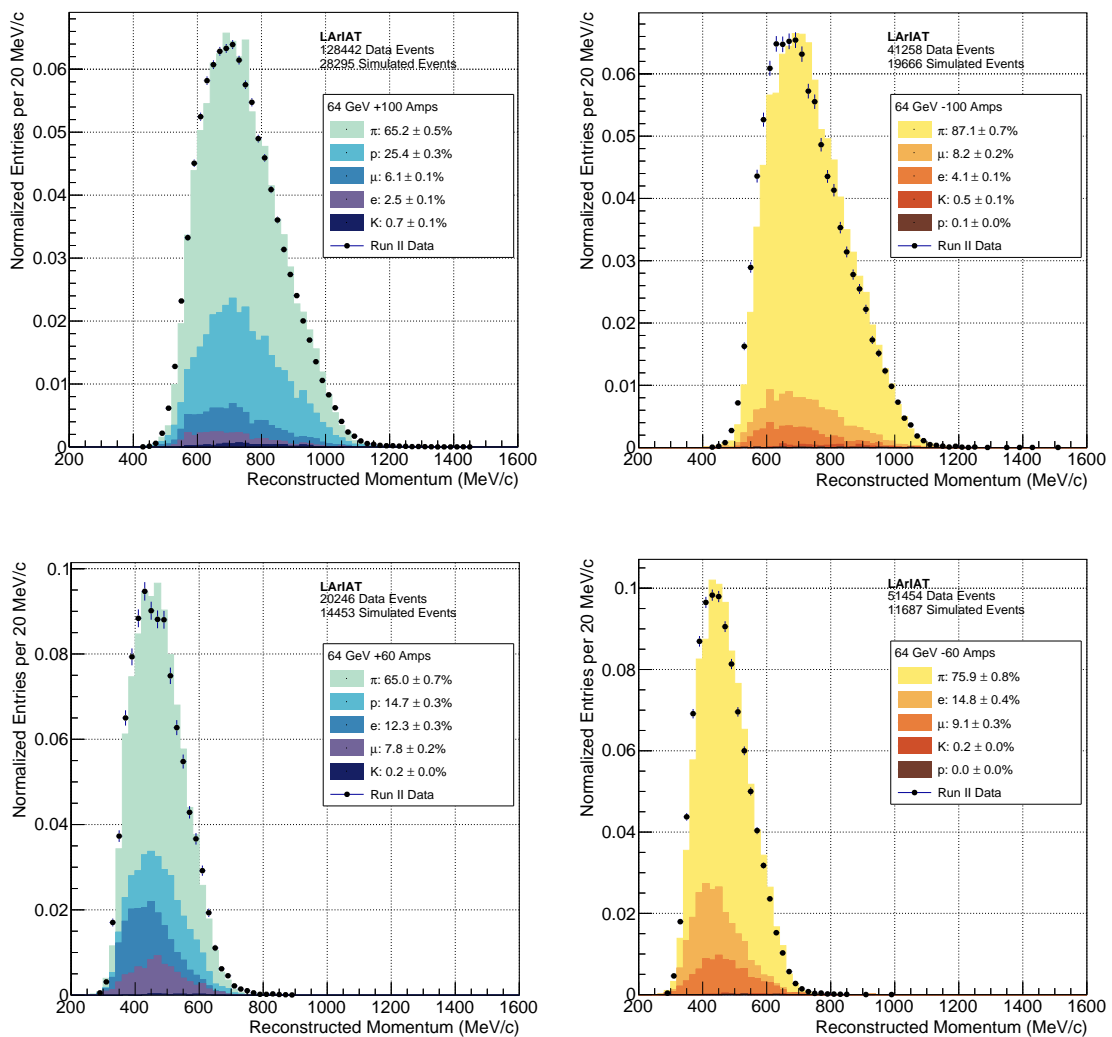 LArIAT
128442 Data Events
28295 Simulated Events
64 GeV +100 Amps
π: 65.2 ± 0.5%
p: 25.4 ± 0.3%
μ: 6.1 ± 0.1%
e: 2.5 ± 0.1%
K: 0.7 ± 0.1%
Run II Data
Normalized Entries per 20 MeV/c
0.06
0.05
0.04
0.03
0.02
0.01
0
200 400 600 800 1000 1200 1400 1600
Reconstructed Momentum (MeV/c)
LArIAT
41258 Data Events
19666 Simulated Events
64 GeV -100 Amps
π: 87.1 ± 0.7%
μ: 8.2 ± 0.2%
e: 4.1 ± 0.1%
K: 0.5 ± 0.1%
p: 0.1 ± 0.0%
Run II Data
Normalized Entries per 20 MeV/c
0.06
0.05
0.04
0.03
0.02
0.01
0
200 400 600 800 1000 1200 1400 1600
Reconstructed Momentum (MeV/c)
LArIAT
20246 Data Events
14453 Simulated Events
64 GeV +60 Amps
π: 65.0 ± 0.7%
p: 14.7 ± 0.3%
e: 12.3 ± 0.3%
μ: 7.8 ± 0.2%
K: 0.2 ± 0.0%
Run II Data
Normalized Entries per 20 MeV/c
0.1
0.08
0.06
0.04
0.02
0
200 400 600 800 1000 1200 1400 1600
Reconstructed Momentum (MeV/c)
LArIAT
51454 Data Events
11687 Simulated Events
64 GeV -60 Amps
π: 75.9 ± 0.8%
e: 14.8 ± 0.4%
μ: 9.1 ± 0.3%
K: 0.2 ± 0.0%
p: 0.0 ± 0.0%
Run II Data
Normalized Entries per 20 MeV/c
0.1
0.08
0.06
0.04
0.02
0
200 400 600 800 1000 1200 1400 1600
Reconstructed Momentum (MeV/c)